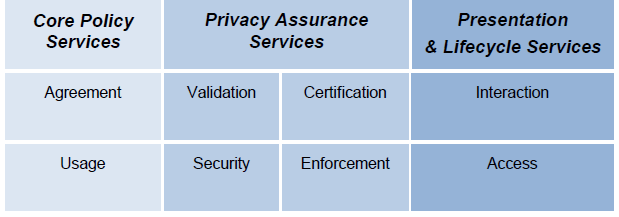 Core Policy
Services
Privacy Assurance
Services
Presentation
& Lifecycle Services
Agreement
Validation
Certification
Interaction
Usage
Security
Enforcement
Access